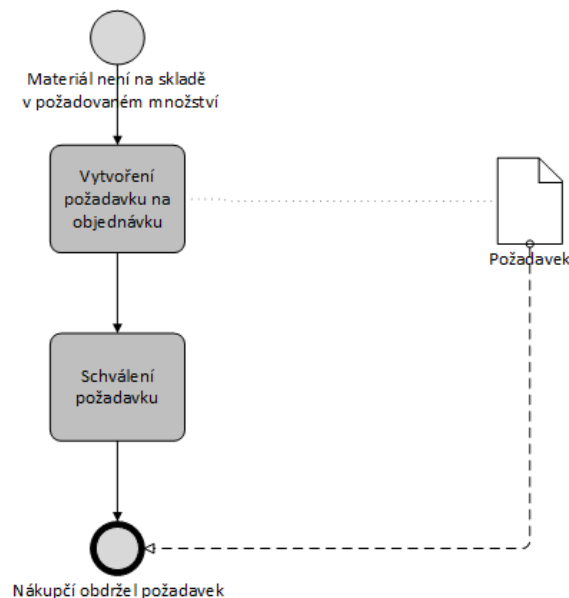 Materiál není na skladě
v požadovaném množství
Vytvoření
požadavku na
objednávku
Požadavek
Schválení
požadavku
Nákupčí obdržel požadavek